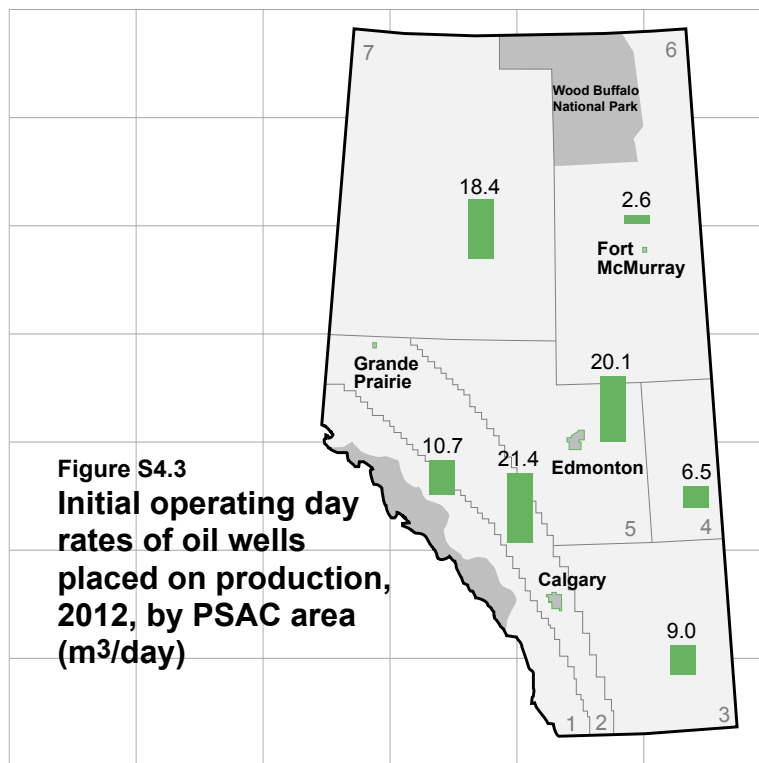 7
6
Wood Buffalo
National Park
18.4
2.6
Fort
McMurray
Grande
Prairie
20.1
10.7
21.4
Edmonton
6.5
5
4
Figure S4.3
Initial operating day
rates of oil wells
placed on production,
2012, by PSAC area
(m3/day)
Calgary
9.0
1
2
3